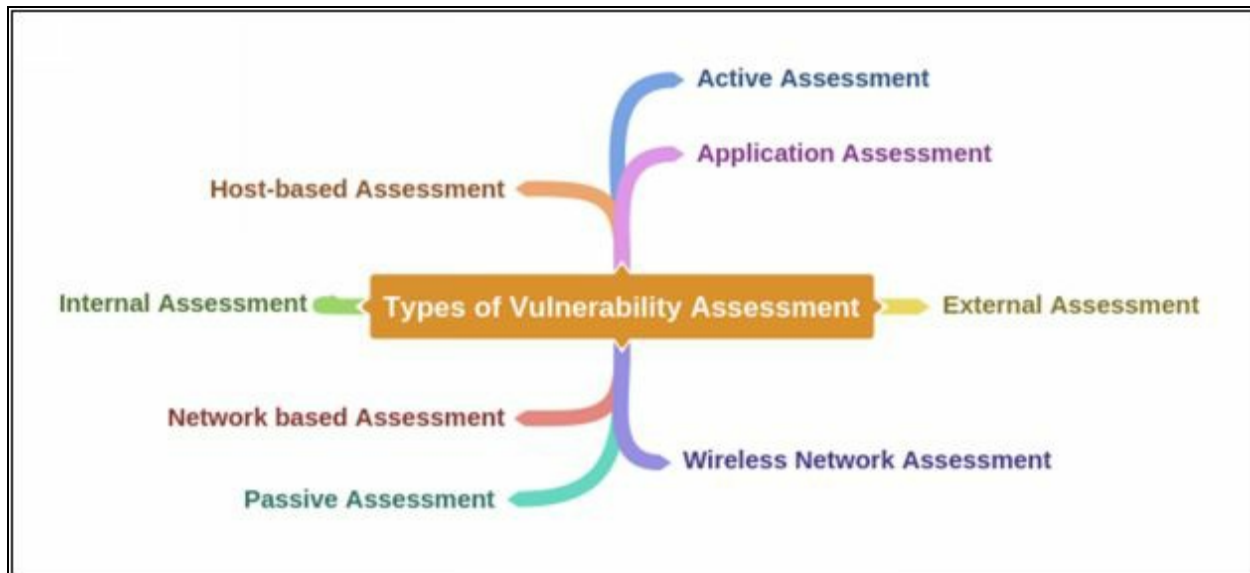 Active Assessment
Application Assessment
Host-based Assessment
Internal Assessment
Types of Vulnerability Assessment
External Assessment
Network based Assessment
Wireless Network Assessment
Passive Assessment